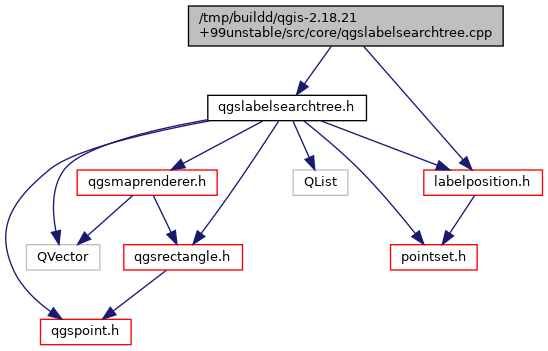 /tmp/buildd/qgis-2.18.21
+99unstable/src/core/qgslabelsearchtree.cpp
qgslabelsearchtree.h
qgsmaprenderer.h
QList
labelposition.h
QVector
qgsrectangle.h
pointset.h
qgspoint.h